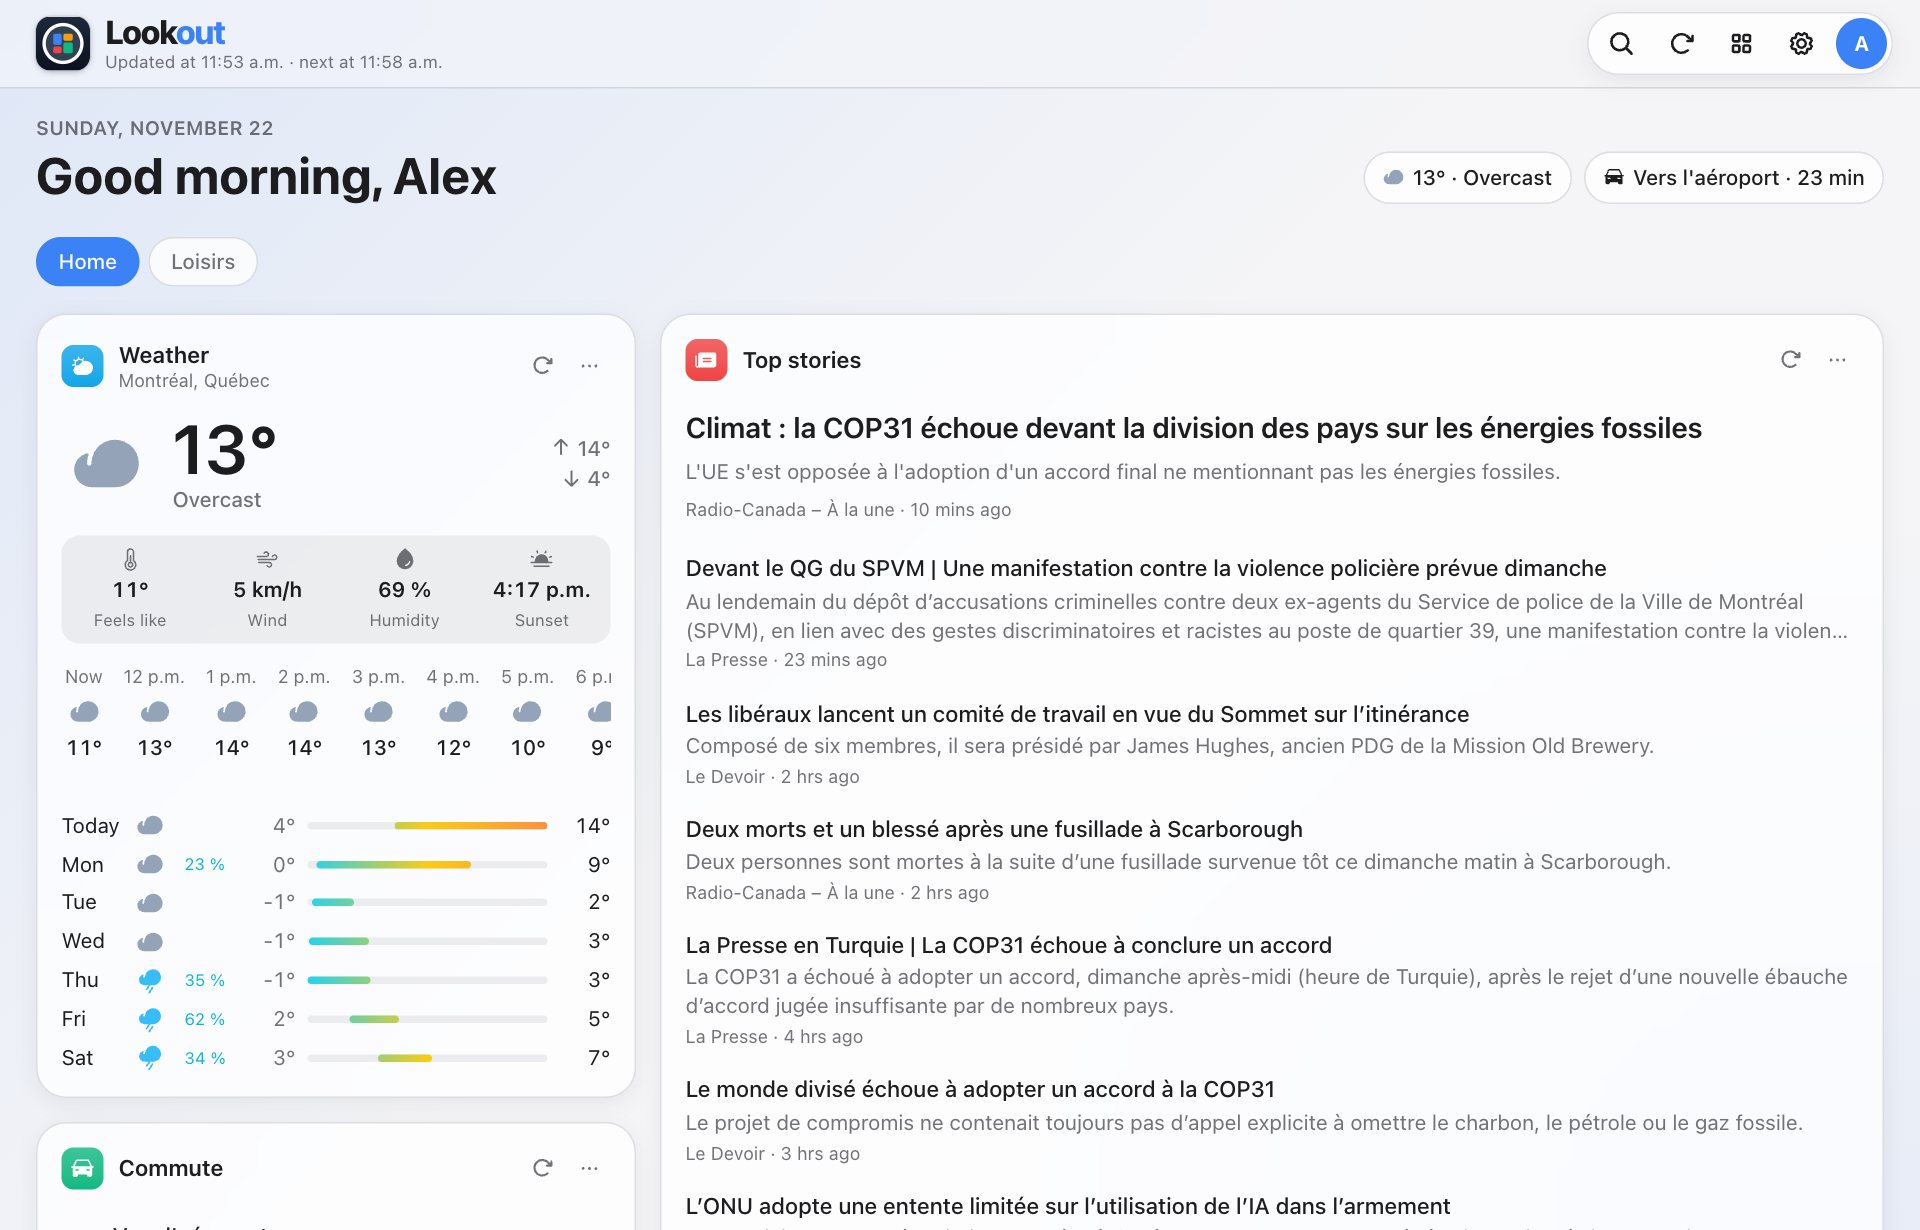 Lookout
Updated at 11:53 a.m. · next at 11:58 a.m.
A
SUNDAY, NOVEMBER 22
Good morning, Alex
13° · Overcast
Vers l'aéroport · 23 min
Home
Loisirs
Weather
Montréal, Québec
13°
Overcast
↑ 14°
↓ 4°
11°
Feels like
5 km/h
Wind
69 %
Humidity
4:17 p.m.
Sunset
Now 12 p.m. 1 p.m. 2 p.m. 3 p.m. 4 p.m. 5 p.m. 6 p.
11° 13° 14° 14° 13° 12° 10° 9°
Today 4° 14°
Mon 23 % 0° 9°
Tue -1° 2°
Wed -1° 3°
Thu 35 % -1° 3°
Fri 62 % 2° 5°
Sat 34 % 3° 7°
Commute
Top stories
Climat : la COP31 échoue devant la division des pays sur les énergies fossiles
L'UE s'est opposée à l'adoption d'un accord final ne mentionnant pas les énergies fossiles.
Radio-Canada – À la une · 10 mins ago
Devant le QG du SPVM | Une manifestation contre la violence policière prévue dimanche
Au lendemain du dépôt d’accusations criminelles contre deux ex-agents du Service de police de la Ville de Montréal
(SPVM), en lien avec des gestes discriminatoires et racistes au poste de quartier 39, une manifestation contre la violen...
La Presse · 23 mins ago
Les libéraux lancent un comité de travail en vue du Sommet sur l’itinérance
Composé de six membres, il sera présidé par James Hughes, ancien PDG de la Mission Old Brewery.
Le Devoir · 2 hrs ago
Deux morts et un blessé après une fusillade à Scarborough
Deux personnes sont mortes à la suite d’une fusillade survenue tôt ce dimanche matin à Scarborough.
Radio-Canada – À la une · 2 hrs ago
La Presse en Turquie | La COP31 échoue à conclure un accord
La COP31 a échoué à adopter un accord, dimanche après-midi (heure de Turquie), après le rejet d’une nouvelle ébauche
d’accord jugée insuffisante par de nombreux pays.
La Presse · 4 hrs ago
Le monde divisé échoue à adopter un accord à la COP31
Le projet de compromis ne contenait toujours pas d’appel explicite à omettre le charbon, le pétrole ou le gaz fossile.
Le Devoir · 3 hrs ago
L’ONU adopte une entente limitée sur l’utilisation de l’IA dans l’armement